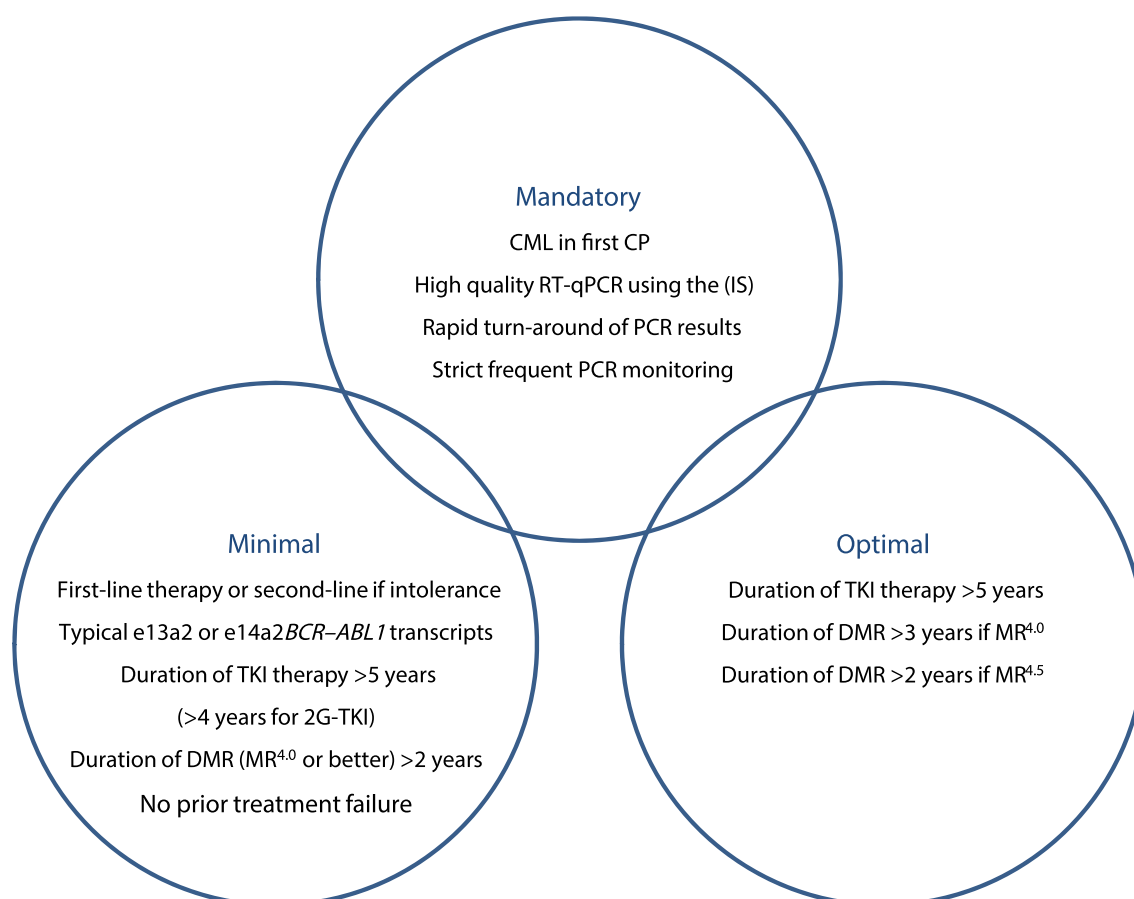 Mandatory
CML in first CP
High quality RT-qPCR using the (IS)
Rapid turn-around of PCR results
Strict frequent PCR monitoring
Minimal
First-line therapy or second-line if intolerance
Typical e13a2 or e14a2BCR–ABL1 transcripts
Duration of TKI therapy >5 years
(>4 years for 2G-TKI)
Duration of DMR (MR4.0 or better) >2 years
No prior treatment failure
Optimal
Duration of TKI therapy >5 years
Duration of DMR >3 years if MR4.0
Duration of DMR >2 years if MR4.5